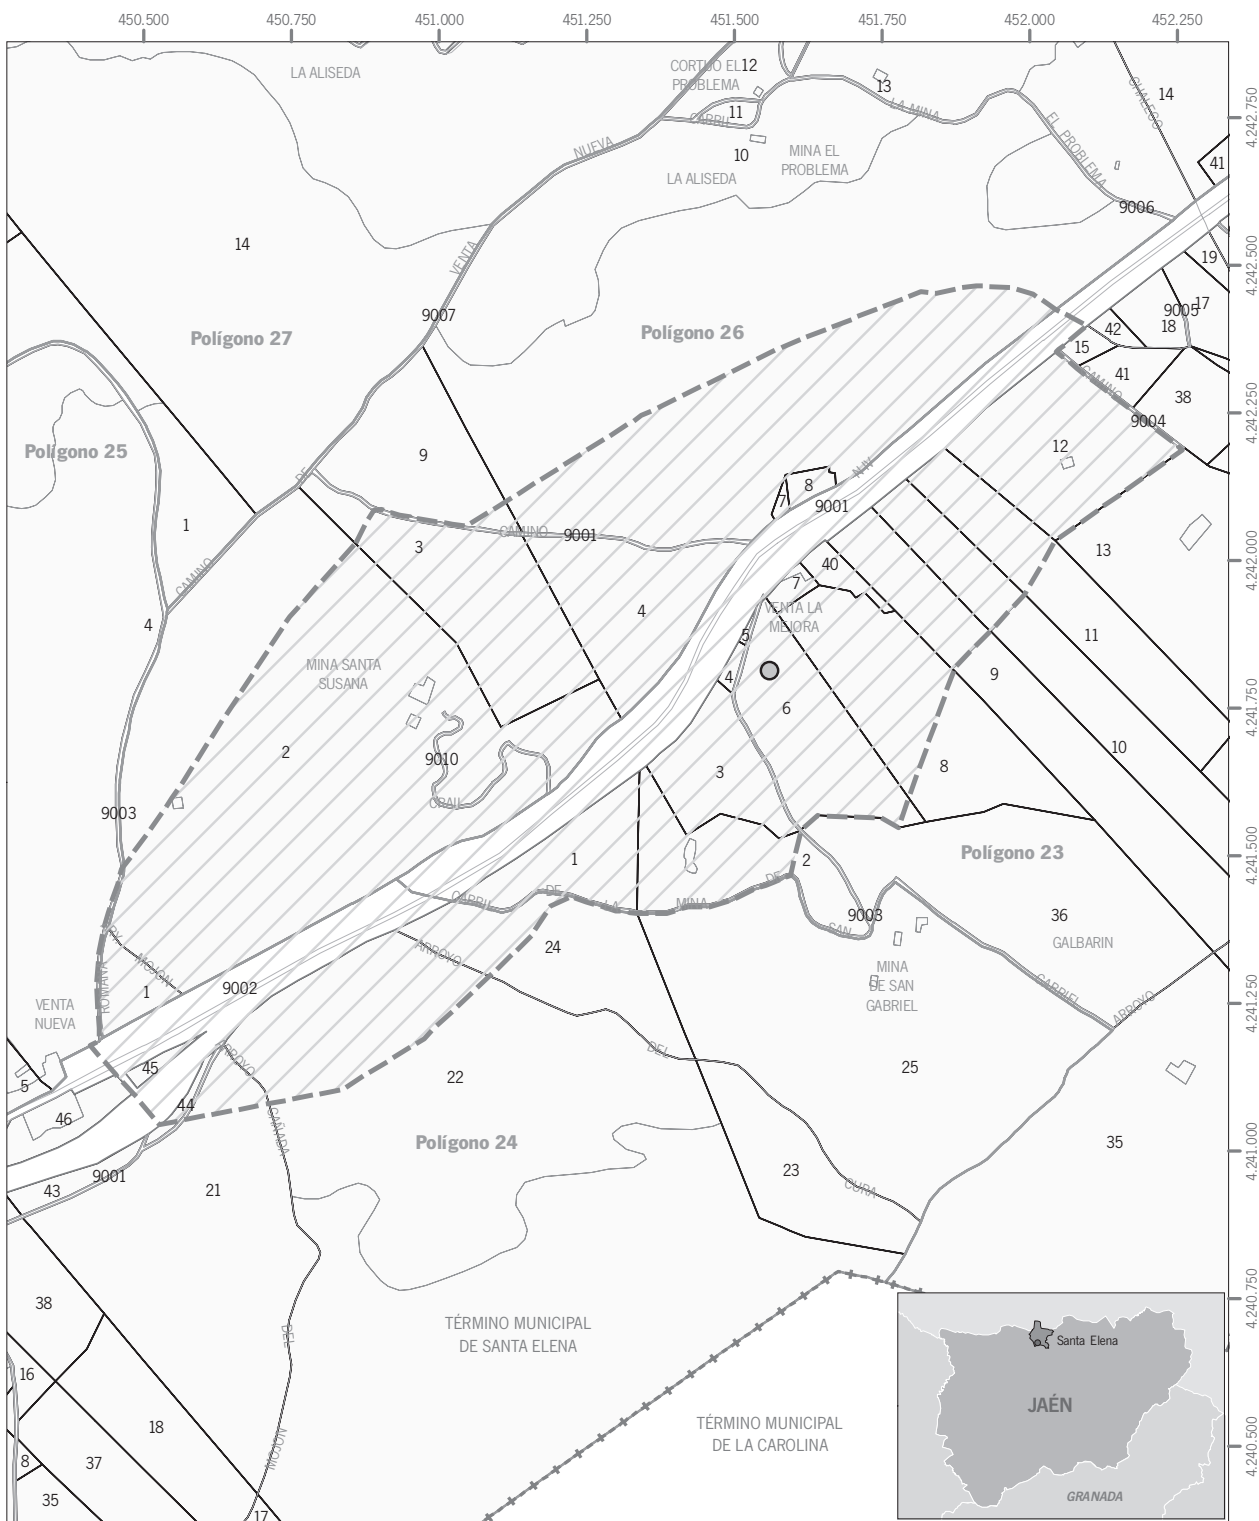 450.500
450.750
451.000
451.250
451.500
451.750
452.000
452.250
LA ALISEDA
CORTIJO EL
PROBLEMA
12
13
14
11
CARRIL
LA MINA
CHALECO
4.242.750
NUEVA
10
MINA EL
PROBLEMA
EL PROBLEMA
41
LA ALISEDA
9006
14
VENTA
19
4.242.500
9007
17
9005
18
42
Polígono 27
Polígono 26
15
41
CAMINO
38
4.242.250
9004
Polígono 25
9
12
DE
N-IV
8
7
9001
1
3
CAMINO
9001
13
4.242.000
40
7
CAMINO
4
4
VENTA LA
MEJORA
5
11
MINA SANTA
SUSANA
4
9
6
4.241.750
2
9010
3
8
10
CRAIL
9003
1
2
Polígono 23
4.241.500
CARRIL
DE
LA
MINA
DE
SAN
9003
36
GALBARIN
PX.
MOJON
ARROYO
24
MINA
DE SAN
GABRIEL
GABRIEL
ARROYO
ROMANA
1
9002
VENTA
NUEVA
4.241.250
45
ARROYO
DEL
5
22
25
46
44
CAÑADA
Polígono 24
35
4.241.000
9001
43
21
23
CURA
38
TÉRMINO MUNICIPAL
DE SANTA ELENA
DEL
4.240.750
Santa Elena
16
JAÉN
18
TÉRMINO MUNICIPAL
DE LA CAROLINA
MOJON
8
37
4.240.500
35
GRANADA
17